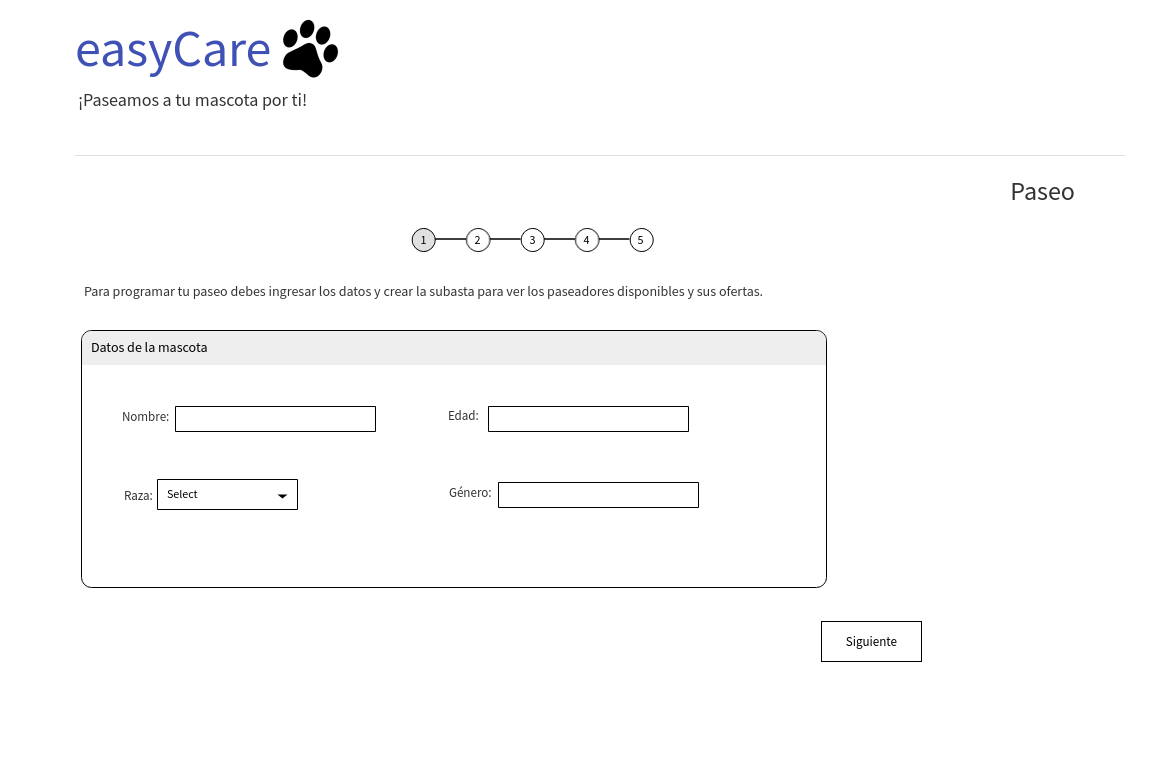 easyCare
¡Paseamos a tu mascota por ti!
Paseo
1 2 3 4 5
Para programar tu paseo debes ingresar los datos y crear la subasta para ver los paseadores disponibles y sus ofertas.
Datos de la mascota
Nombre: Edad:
Raza: Select Género:
Siguiente